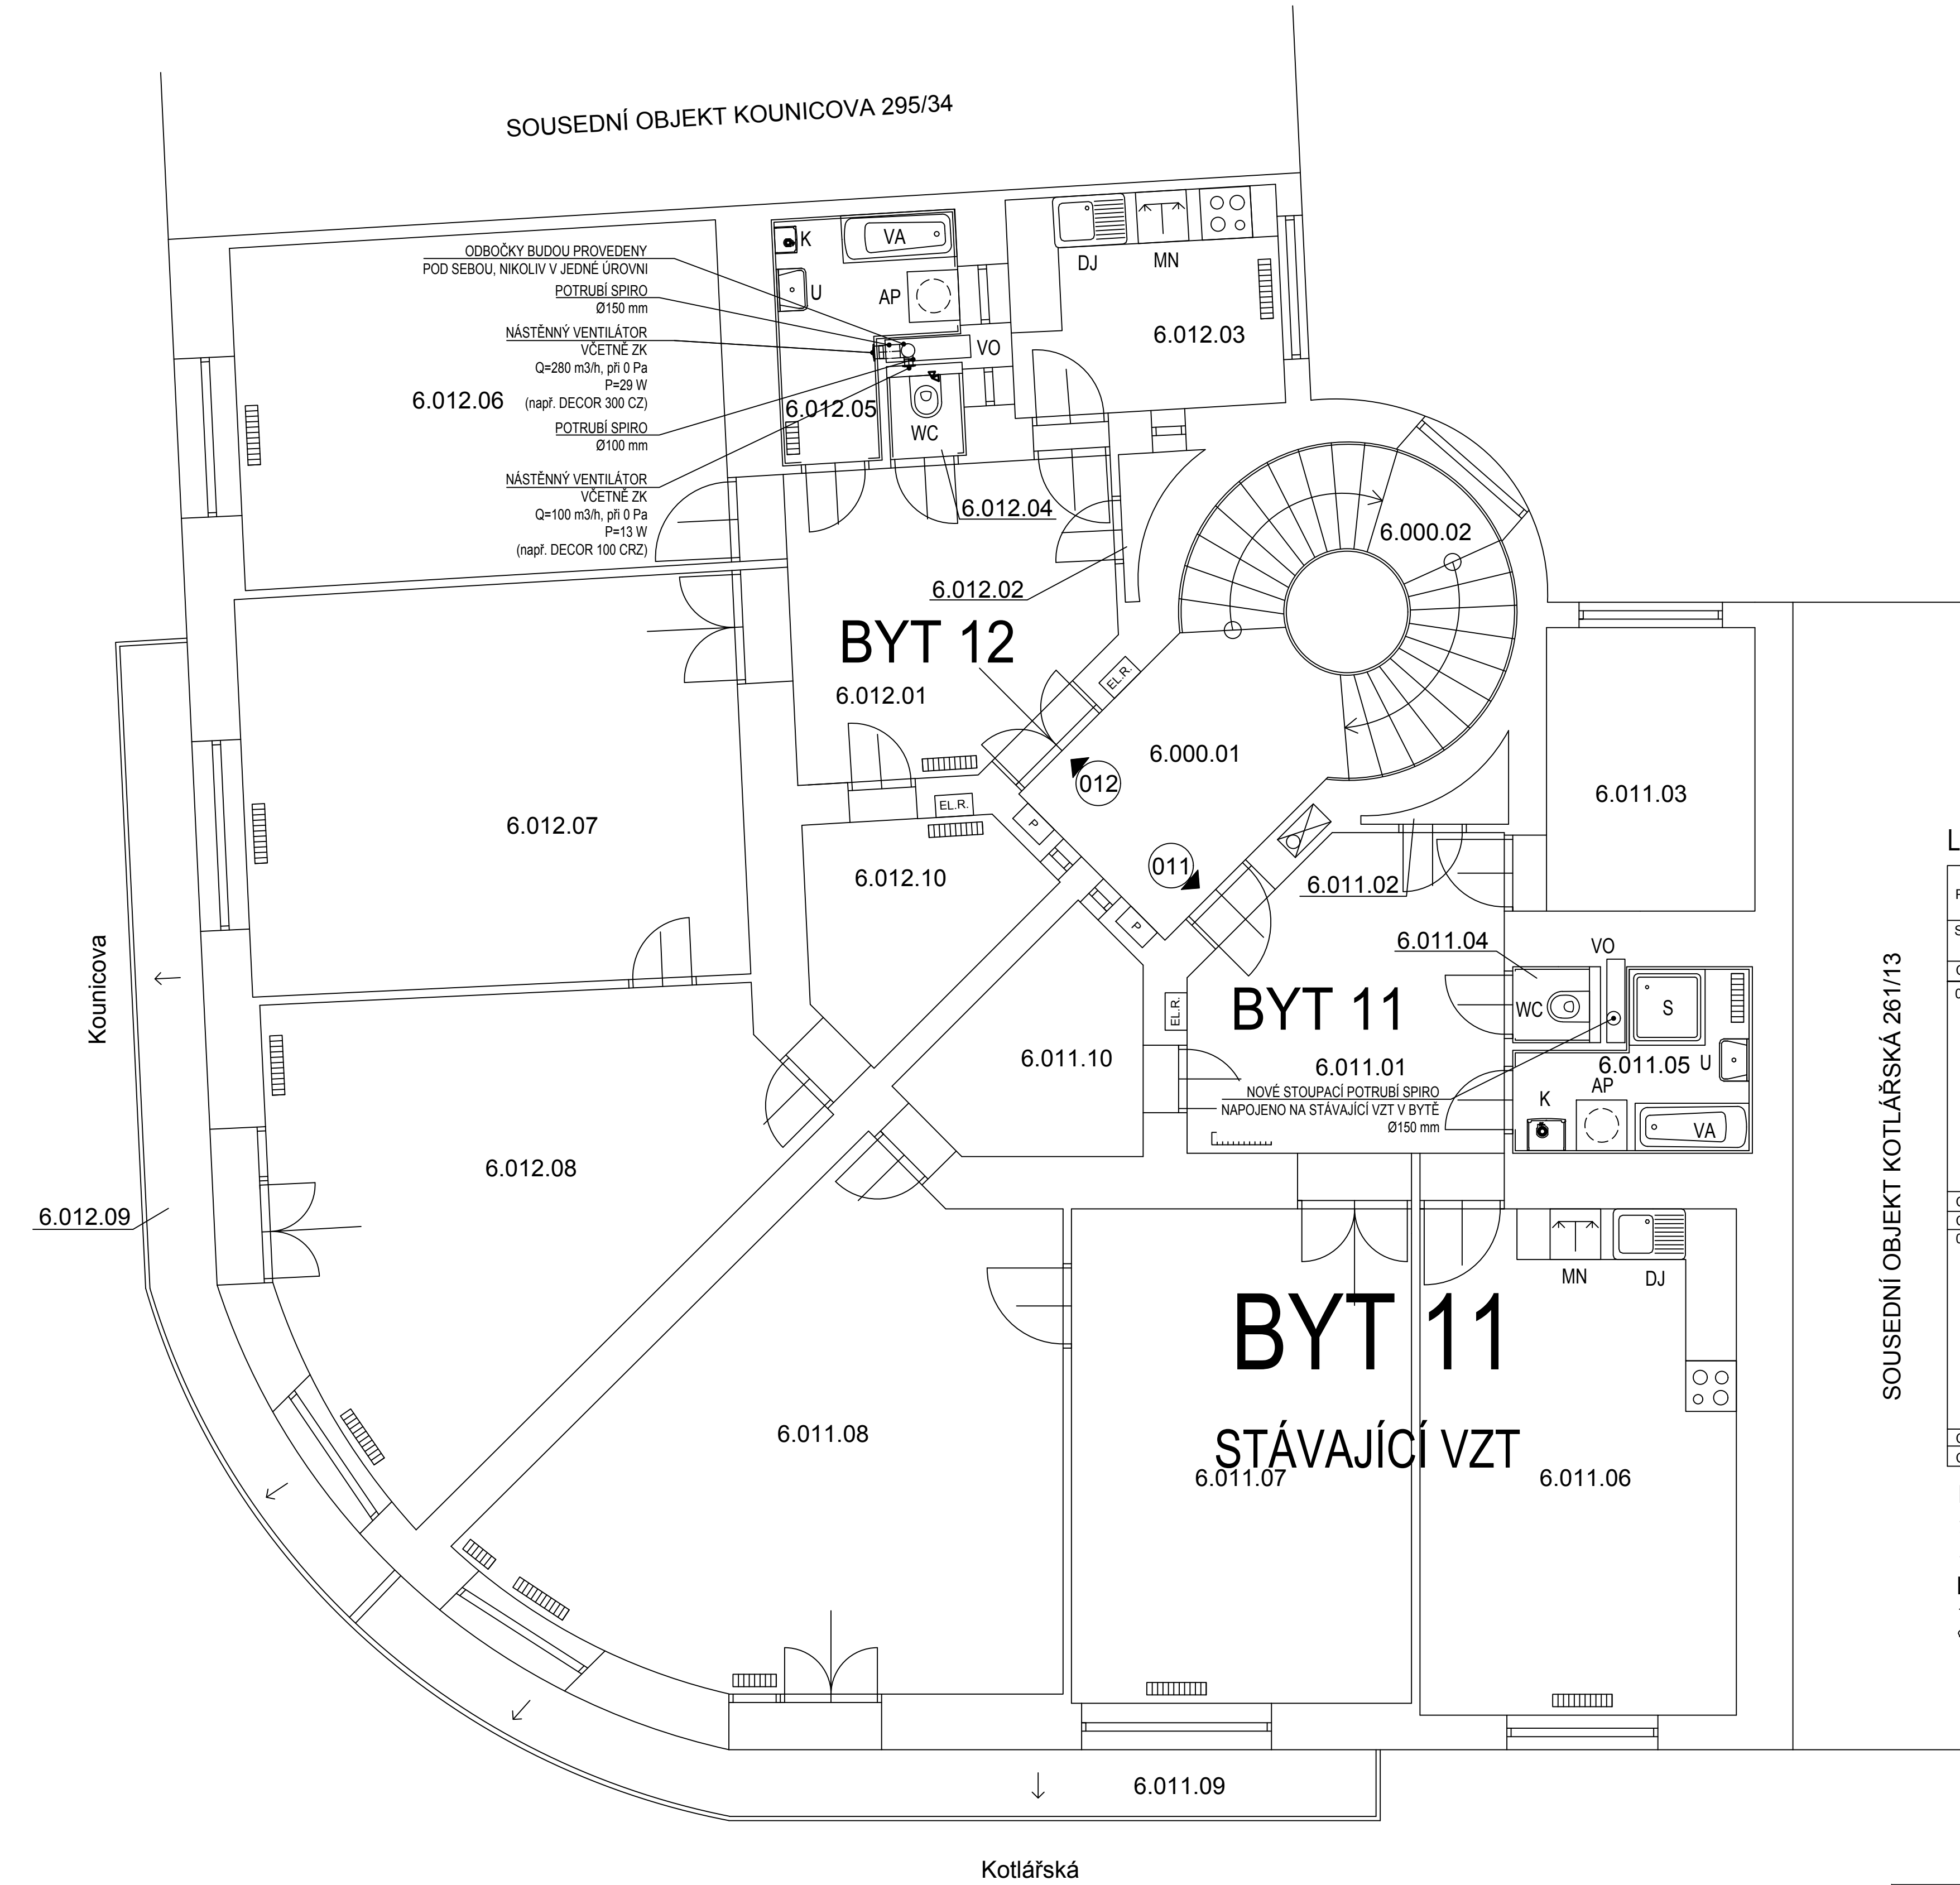 SOUSEDNÍ OBJEKT KOUNICOVA 295/34
ODBOČKY BUDOU PROVEDENY
POD SEBOU, NIKOLIV V JEDNÉ ÚROVNI
POTRUBÍ SPIRO
Ø150 mm
NÁSTĚNNÝ VENTILÁTOR
VČETNĚ ZK
Q=280 m3/h, při 0 Pa
P=29 W
(např. DECOR 300 CZ)
POTRUBÍ SPIRO
Ø100 mm
NÁSTĚNNÝ VENTILÁTOR
VČETNĚ ZK
Q=100 m3/h, při 0 Pa
P=13 W
(např. DECOR 100 CRZ)
6.012.06
K
VA
U
AP
VO
6.012.05
WC
DJ
MN
6.012.03
6.012.04
6.012.02
6.000.02
BYT 12
6.012.01
EL.R.
6.000.01
012
6.012.07
EL.R.
P
6.012.10
011
P
6.011.02
6.011.03
6.011.04
VO
Kounicova
BYT 11
EL.R.
WC
S
6.011.10
6.011.01
6.011.05
U
NOVÉ STOUPACÍ POTRUBÍ SPIRO
NAPOJENO NA STÁVAJÍCÍ VZT V BYTĚ
Ø150 mm
K
AP
VA
SOUSEDNÍ OBJEKT KOTLÁŘSKÁ 261/13
6.012.08
6.012.09
MN
DJ
BYT 11
STÁVAJÍCÍ VZT
6.011.08
6.011.07
6.011.06
6.011.09
Kotlářská